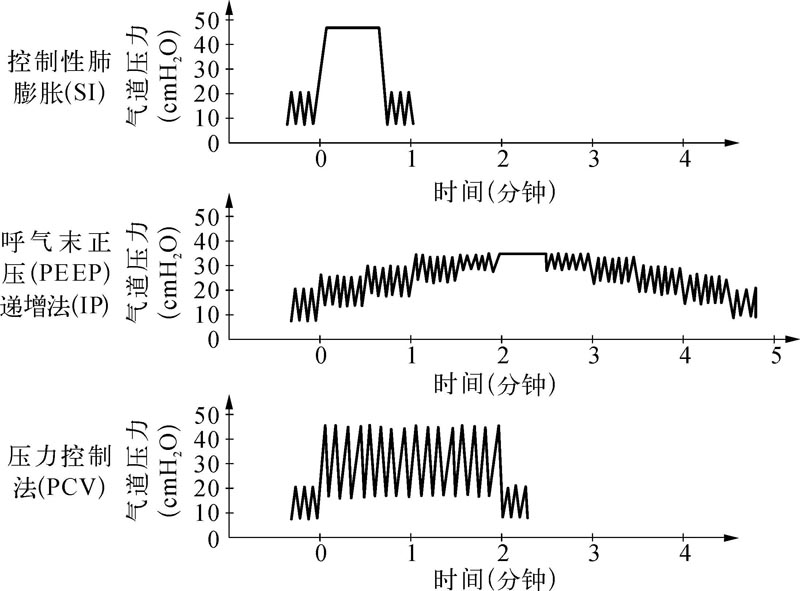 控制性肺
膨胀(SI)
气道压力
(cmH₂O)
50
40
30
20
10
0
0 1 2 3 4
时间(分钟)
呼气末正
压(PEEP)
递增法(IP)
气道压力
(cmH₂O)
50
40
30
20
10
0
0 1 2 3 4 5
时间(分钟)
压力控制
法(PCV)
气道压力
(cmH₂O)
50
40
30
20
10
0
0 1 2 3 4
时间(分钟)